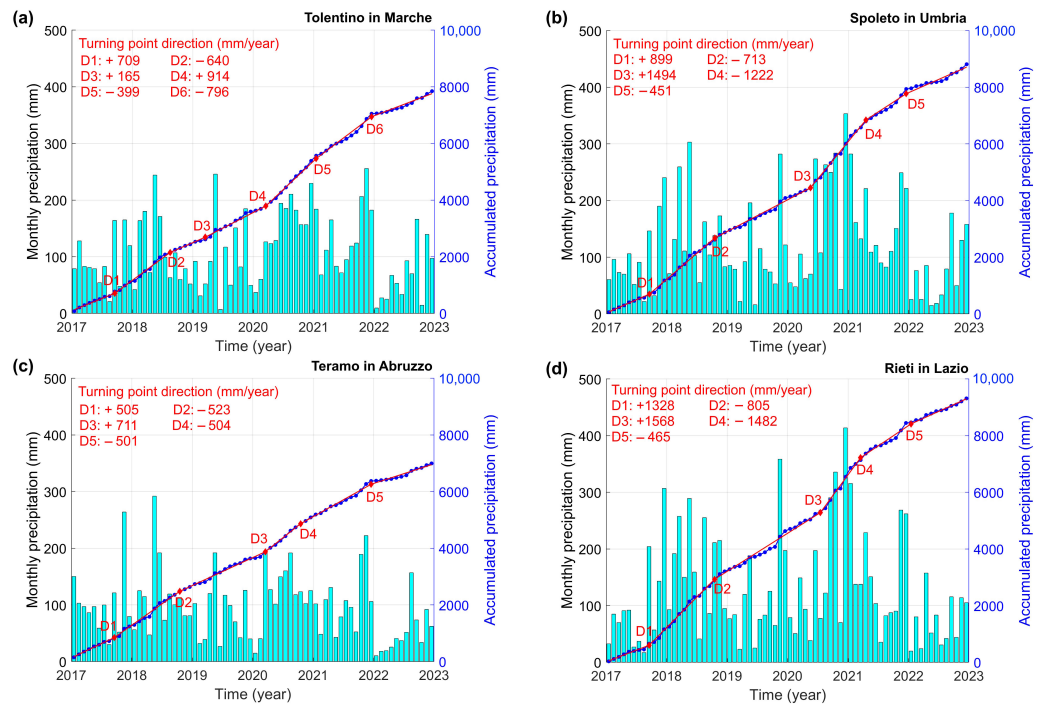 (a) Tolentino in Marche
Turning point direction (mm/year)
D1: + 709 D2: − 640
D3: + 165 D4: + 914
D5: − 399 D6: − 796
Monthly precipitation (mm)
500
400
300
200
100
0
D1
D2
D3
D4
D5
D6
10,000
8000
6000
4000
2000
0
Accumulated precipitation (mm)
2017 2018 2019 2020 2021 2022 2023
Time (year)
(b) Spoleto in Umbria
Turning point direction (mm/year)
D1: + 899 D2: − 713
D3: +1494 D4: − 1222
D5: − 451
Monthly precipitation (mm)
500
400
300
200
100
0
D1
D2
D3
D4
D5
10,000
8000
6000
4000
2000
0
Accumulated precipitation (mm)
2017 2018 2019 2020 2021 2022 2023
Time (year)
(c) Teramo in Abruzzo
Turning point direction (mm/year)
D1: + 505 D2: − 523
D3: + 711 D4: − 504
D5: − 501
Monthly precipitation (mm)
500
400
300
200
100
0
D1
D2
D3
D4
D5
10,000
8000
6000
4000
2000
0
Accumulated precipitation (mm)
2017 2018 2019 2020 2021 2022 2023
Time (year)
(d) Rieti in Lazio
Turning point direction (mm/year)
D1: +1328 D2: − 805
D3: +1568 D4: − 1482
D5: − 465
Monthly precipitation (mm)
500
400
300
200
100
0
D1
D2
D3
D4
D5
10,000
8000
6000
4000
2000
0
Accumulated precipitation (mm)
2017 2018 2019 2020 2021 2022 2023
Time (year)